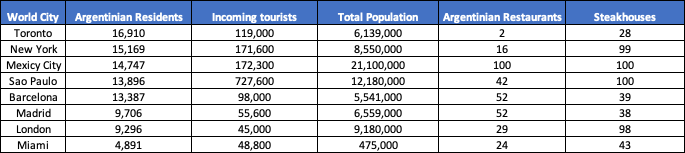 World City Argentinian Residents Incoming tourists Total Population Argentinian Restaurants Steakhouses
Toronto 16,910 119,000 6,139,000 2 28
New York 15,169 171,600 8,550,000 16 99
Mexicy City 14,747 172,300 21,100,000 100 100
Sao Paulo 13,896 727,600 12,180,000 42 100
Barcelona 13,387 98,000 5,541,000 52 39
Madrid 9,706 55,600 6,559,000 52 38
London 9,296 45,000 9,180,000 29 98
Miami 4,891 48,800 475,000 24 43